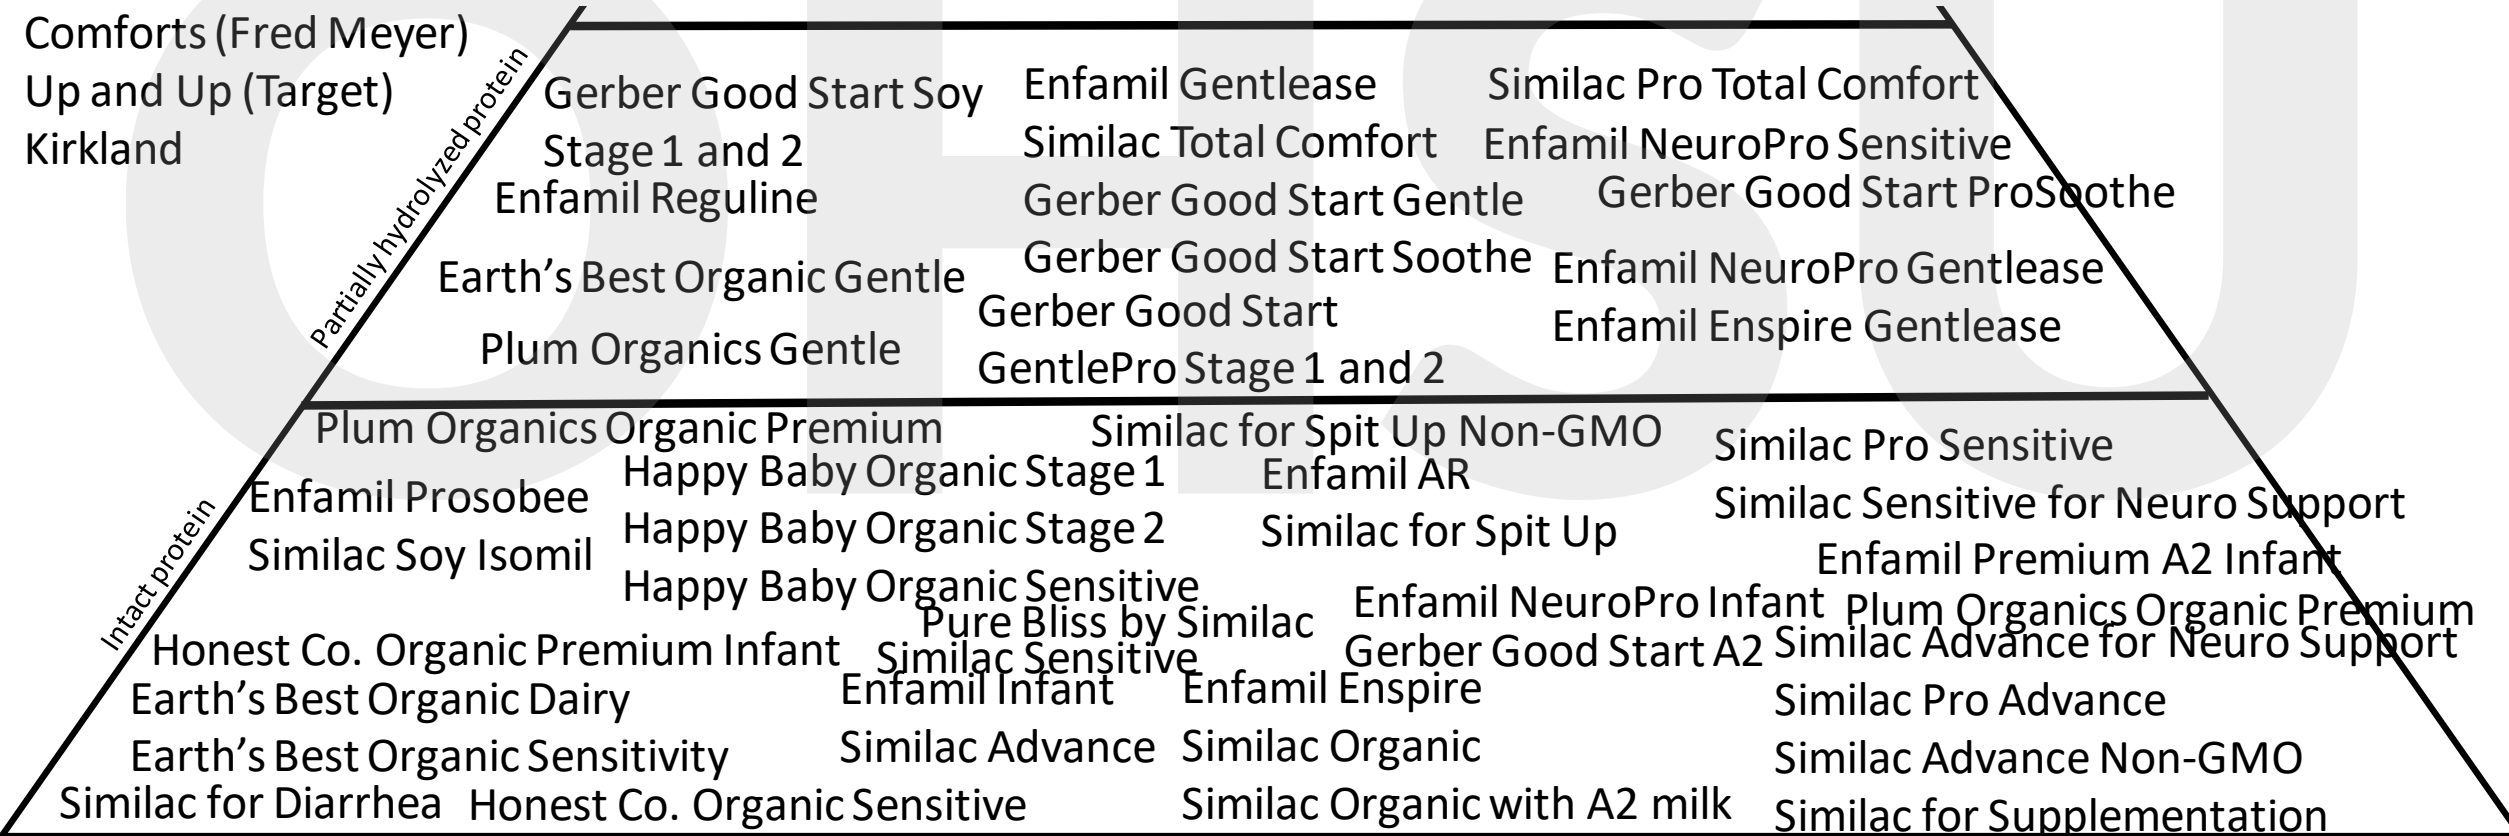 Comforts (Fred Meyer)
Up and Up (Target)
Kirkland
Partially hydrolyzed protein
Gerber Good Start Soy
Stage 1 and 2
Enfamil Reguline
Earth’s Best Organic Gentle
Plum Organics Gentle
Enfamil Gentlease
Similac Total Comfort
Gerber Good Start Gentle
Gerber Good Start Soothe
Gerber Good Start
GentlePro Stage 1 and 2
Similac Pro Total Comfort
Enfamil NeuroPro Sensitive
Gerber Good Start ProSoothe
Enfamil NeuroPro Gentlease
Enfamil Enspire Gentlease
Intact protein
Plum Organics Organic Premium
Enfamil Prosobee
Similac Soy Isomil
Happy Baby Organic Stage 1
Happy Baby Organic Stage 2
Happy Baby Organic Sensitive
Similac for Spit Up Non-GMO
Enfamil AR
Similac for Spit Up
Similac Pro Sensitive
Similac Sensitive for Neuro Support
Enfamil Premium A2 Infant
Plum Organics Organic Premium
Pure Bliss by Similac
Similac Sensitive
Enfamil NeuroPro Infant
Gerber Good Start A2
Honest Co. Organic Premium Infant
Earth’s Best Organic Dairy
Earth’s Best Organic Sensitivity
Similac for Diarrhea
Honest Co. Organic Sensitive
Enfamil Infant
Similac Advance
Enfamil Enspire
Similac Organic
Similac Organic with A2 milk
Similac Advance for Neuro Support
Similac Pro Advance
Similac Advance Non-GMO
Similac for Supplementation
OHSU